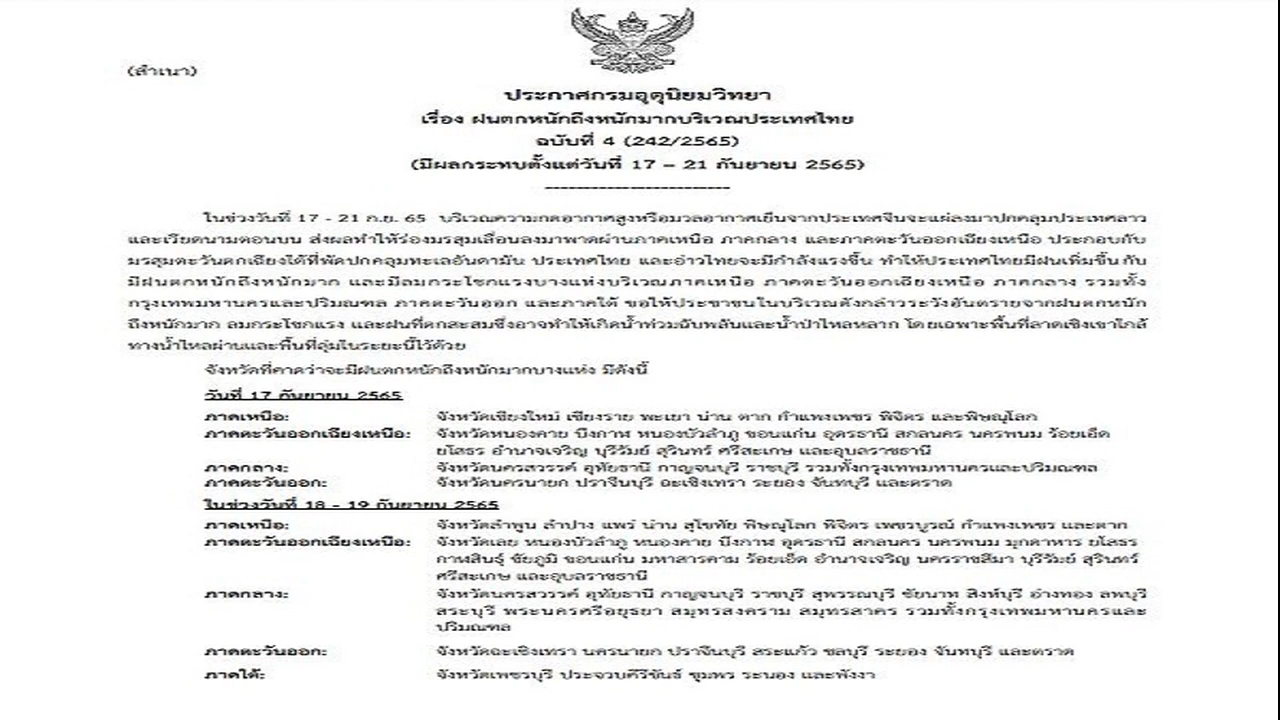 (สำเนา)
ประกาศกรมอุตุนิยมวิทยา
เรื่อง ฝนตกหนักถึงหนักมากบริเวณประเทศไทย
ฉบับที่ 4 (242/2565)
(มีผลกระทบตั้งแต่วันที่ 17 – 21 กันยายน 2565)
------------------------
ในช่วงวันที่ 17 - 21 ก.ย. 65 บริเวณความกดอากาศสูงหรือมวลอากาศเย็นจากประเทศจีนจะแผ่ลงมาปกคลุมประเทศลาว
และเวียดนามตอนบน ส่งผลทำให้ร่องมรสุมเลื่อนลงมาพาดผ่านภาคเหนือ ภาคกลาง และภาคตะวันออกเฉียงเหนือ ประกอบกับ
มรสุมตะวันตกเฉียงใต้ที่พัดปกคลุมทะเลอันดามัน ประเทศไทย และอ่าวไทยจะมีกำลังแรงขึ้น ทำให้ประเทศไทยมีฝนเพิ่มขึ้น กับ
มีฝนตกหนักถึงหนักมาก และมีลมกระโชกแรงบางแห่งบริเวณภาคเหนือ ภาคตะวันออกเฉียงเหนือ ภาคกลาง รวมทั้ง
กรุงเทพมหานครและปริมณฑล ภาคตะวันออก และภาคใต้ ขอให้ประชาชนในบริเวณดังกล่าวระวังอันตรายจากฝนตกหนัก
ถึงหนักมาก ลมกระโชกแรง และฝนที่ตกสะสมซึ่งอาจทำให้เกิดน้ำท่วมฉับพลันและน้ำป่าไหลหลาก โดยเฉพาะพื้นที่ลาดเชิงเขาใกล้
ทางน้ำไหลผ่านและพื้นที่ลุ่มในระยะนี้ไว้ด้วย
จังหวัดที่คาดว่าจะมีฝนตกหนักถึงหนักมากบางแห่ง มีดังนี้
วันที่ 17 กันยายน 2565
ภาคเหนือ: จังหวัดเชียงใหม่ เชียงราย พะเยา น่าน ตาก กำแพงเพชร พิจิตร และพิษณุโลก
ภาคตะวันออกเฉียงเหนือ: จังหวัดหนองคาย บึงกาฬ หนองบัวลำภู ขอนแก่น อุดรธานี สกลนคร นครพนม ร้อยเอ็ด
ยโสธร อำนาจเจริญ บุรีรัมย์ สุรินทร์ ศรีสะเกษ และอุบลราชธานี
ภาคกลาง: จังหวัดนครสวรรค์ อุทัยธานี กาญจนบุรี ราชบุรี รวมทั้งกรุงเทพมหานครและปริมณฑล
ภาคตะวันออก: จังหวัดนครนายก ปราจีนบุรี ฉะเชิงเทรา ระยอง จันทบุรี และตราด
ในช่วงวันที่ 18 - 19 กันยายน 2565
ภาคเหนือ: จังหวัดลำพูน ลำปาง แพร่ น่าน สุโขทัย พิษณุโลก พิจิตร เพชรบูรณ์ กำแพงเพชร และตาก
ภาคตะวันออกเฉียงเหนือ: จังหวัดเลย หนองบัวลำภู หนองคาย บึงกาฬ อุดรธานี สกลนคร นครพนม มุกดาหาร ยโสธร
กาฬสินธุ์ ชัยภูมิ ขอนแก่น มหาสารคาม ร้อยเอ็ด อำนาจเจริญ นครราชสีมา บุรีรัมย์ สุรินทร์
ศรีสะเกษ และอุบลราชธานี
ภาคกลาง: จังหวัดนครสวรรค์ อุทัยธานี กาญจนบุรี ราชบุรี สุพรรณบุรี ชัยนาท สิงห์บุรี อ่างทอง ลพบุรี
สระบุรี พระนครศรีอยุธยา สมุทรสงคราม สมุทรสาคร รวมทั้งกรุงเทพมหานครและ
ปริมณฑล
ภาคตะวันออก: จังหวัดฉะเชิงเทรา นครนายก ปราจีนบุรี สระแก้ว ชลบุรี ระยอง จันทบุรี และตราด
ภาคใต้: จังหวัดเพชรบุรี ประจวบคีรีขันธ์ ชุมพร ระนอง และพังงา